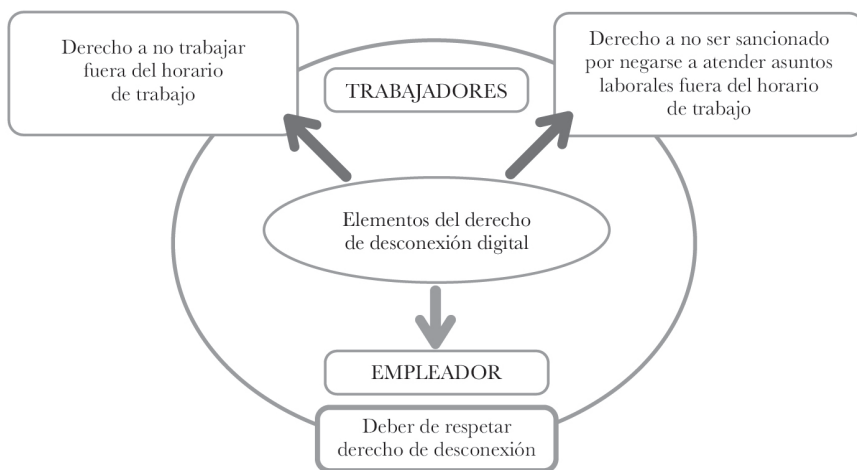 Derecho a no trabajar
fuera del horario
de trabajo
Derecho a no ser sancionado
por negarse a atender asuntos
laborales fuera del horario
de trabajo
TRABAJADORES
Elementos del derecho
de desconexión digital
EMPLEADOR
Deber de respetar
derecho de desconexión